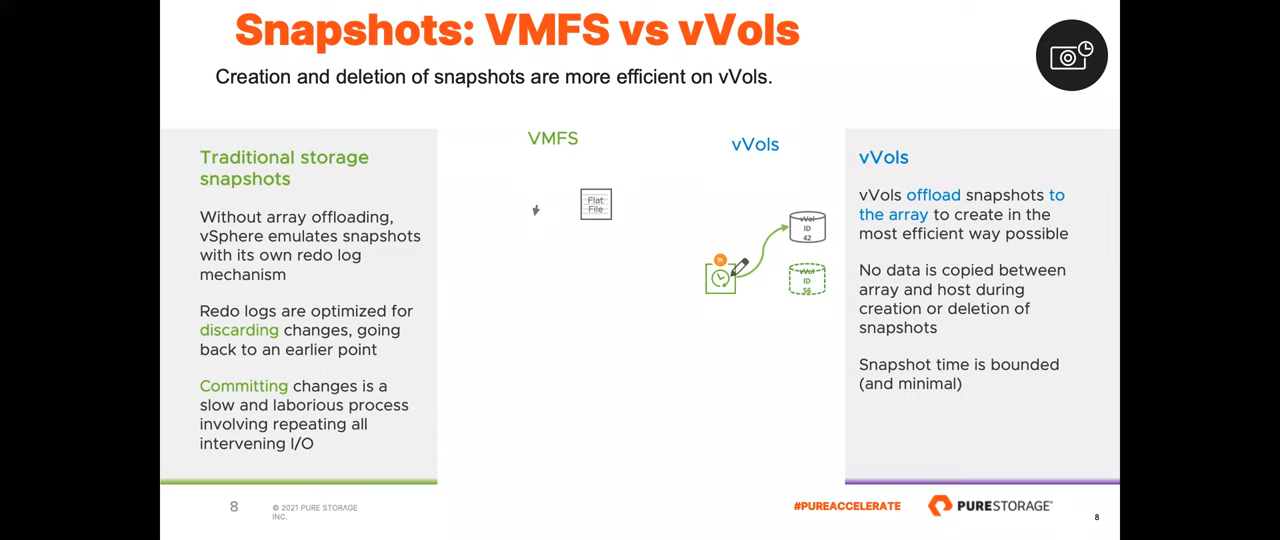 Snapshots: VMFS vs vVols
Creation and deletion of snapshots are more efficient on vVols.
Traditional storage
snapshots
Without array offloading,
vSphere emulates snapshots
with its own redo log
mechanism
Redo logs are optimized for
discarding changes, going
back to an earlier point
Committing changes is a
slow and laborious process
involving repeating all
intervening I/O
VMFS
Flat
File
vVols
vVol
ID
42
1h
vVol
ID
56
vVols
vVols offload snapshots to
the array to create in the
most efficient way possible
No data is copied between
array and host during
creation or deletion of
snapshots
Snapshot time is bounded
(and minimal)
8
© 2021 PURE STORAGE
INC.
#PUREACCELERATE
PURESTORAGE
8